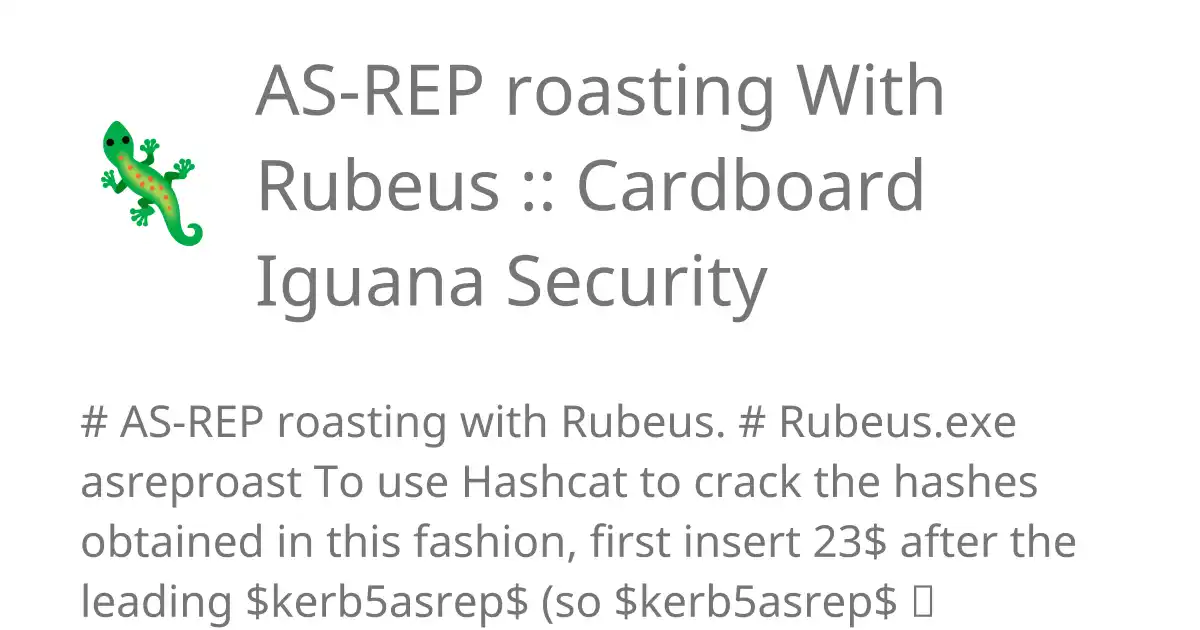 AS-REP roasting With
Rubeus :: Cardboard
Iguana Security
# AS-REP roasting with Rubeus. # Rubeus.exe
asreproast To use Hashcat to crack the hashes
obtained in this fashion, first insert 23$ after the
leading $kerb5asrep$ (so $kerb5asrep$